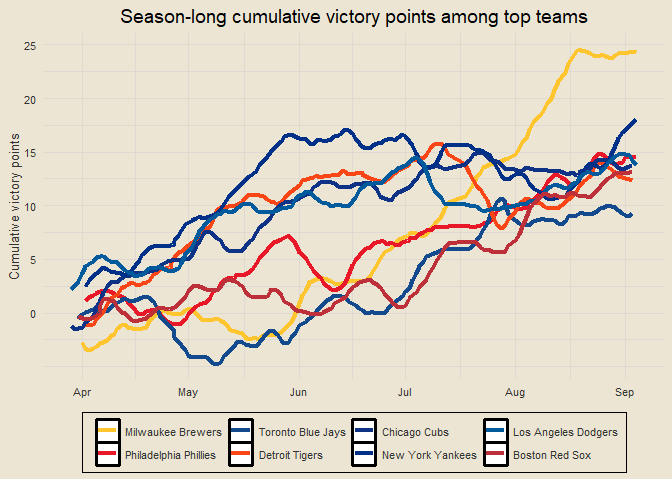 Season-long cumulative victory points among top teams
Cumulative victory points
25
20
15
10
5
0
Apr May Jun Jul Aug Sep
Milwaukee Brewers Toronto Blue Jays Chicago Cubs Los Angeles Dodgers
Philadelphia Phillies Detroit Tigers New York Yankees Boston Red Sox